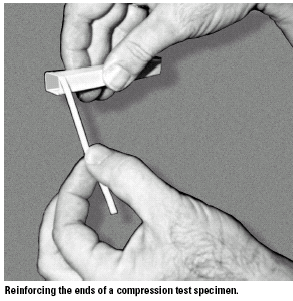 Reinforcing the ends of a compression test specimen.